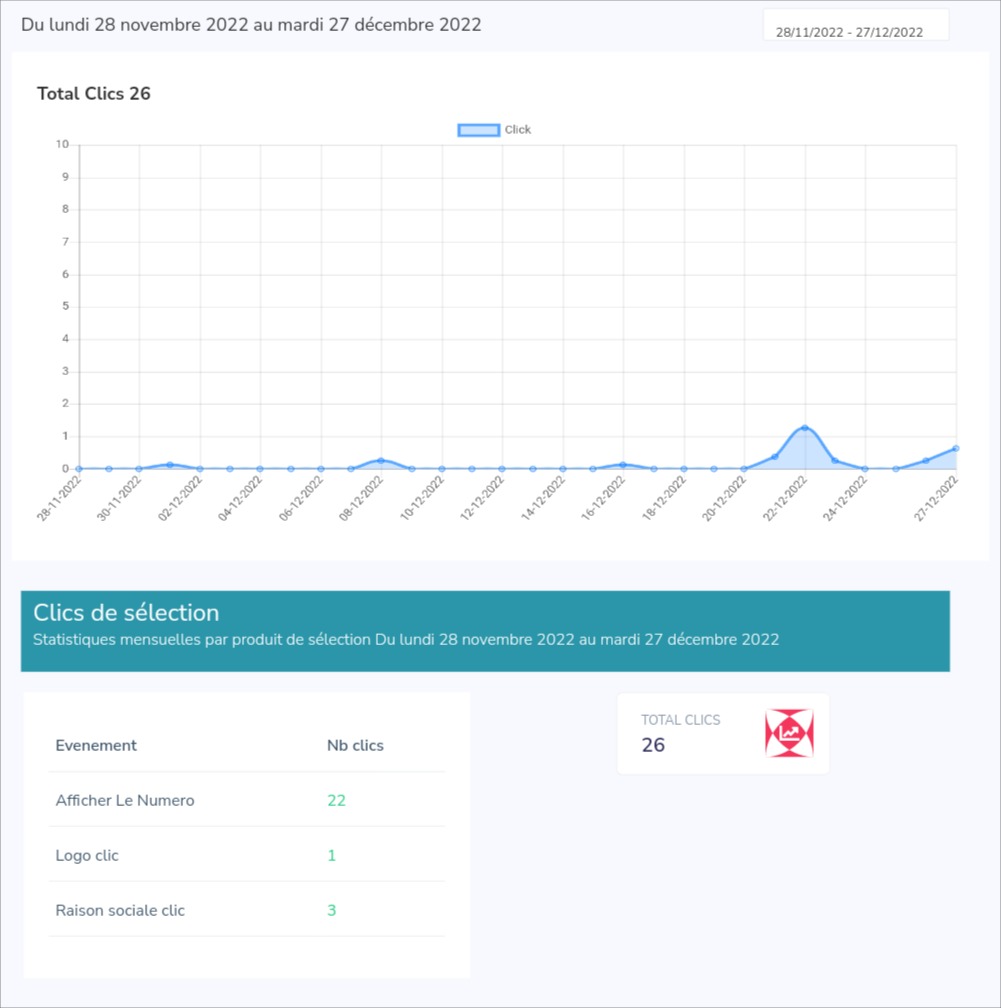 Du lundi 28 novembre 2022 au mardi 27 décembre 2022
28/11/2022 - 27/12/2022
Total Clics 26
Click
10
9
8
7
6
5
4
3
2
1
0
28-11-2022
30-11-2022
02-12-2022
04-12-2022
06-12-2022
08-12-2022
10-12-2022
12-12-2022
14-12-2022
16-12-2022
18-12-2022
20-12-2022
22-12-2022
24-12-2022
27-12-2022
Clics de sélection
Statistiques mensuelles par produit de sélection Du lundi 28 novembre 2022 au mardi 27 décembre 2022
Evenement Nb clics
Afficher Le Numero 22
Logo clic 1
Raison sociale clic 3
TOTAL CLICS
26